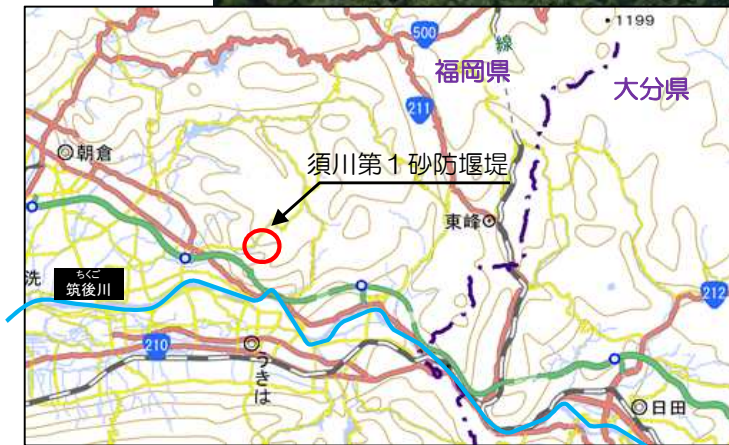 ・1199
500
線
福岡県
大分県
211
朝倉
須川第1砂防堰堤
東峰
洗
ちくご
筑後川
212
210
うきは
日田